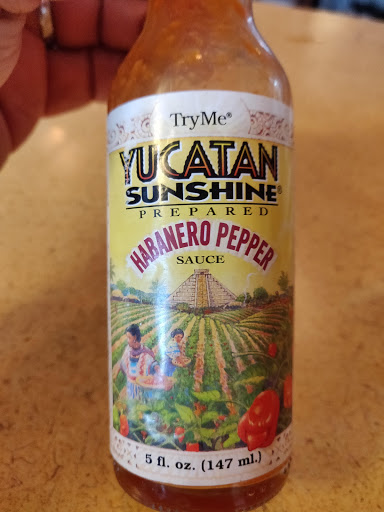 TryMe®
YUCATAN
SUNSHINE®
PREPARED
HABANERO PEPPER
SAUCE
5 fl. oz. (147 ml.)